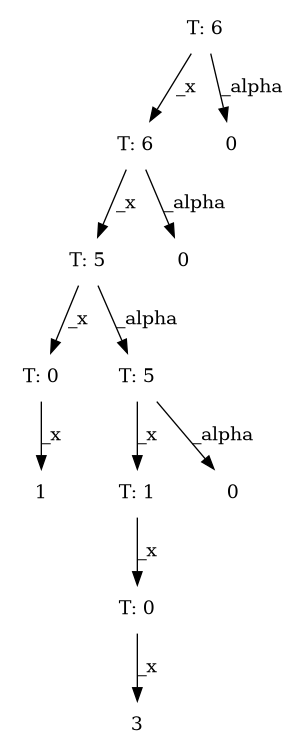 T: 6
_x _alpha
T: 6 0
_x _alpha
T: 5 0
_x _alpha
T: 0 T: 5
_x _x _alpha
1 T: 1 0
_x
T: 0
_x
3